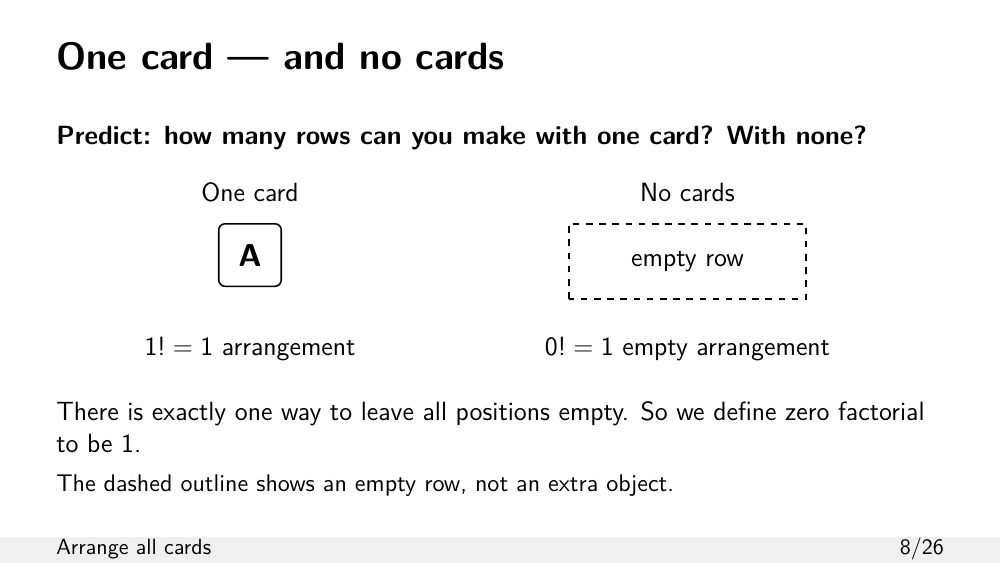 One card — and no cards
Predict: how many rows can you make with one card? With none?
One card
No cards
A
empty row
1! = 1 arrangement
0! = 1 empty arrangement
There is exactly one way to leave all positions empty. So we define zero factorial
to be 1.
The dashed outline shows an empty row, not an extra object.
Arrange all cards
8/26